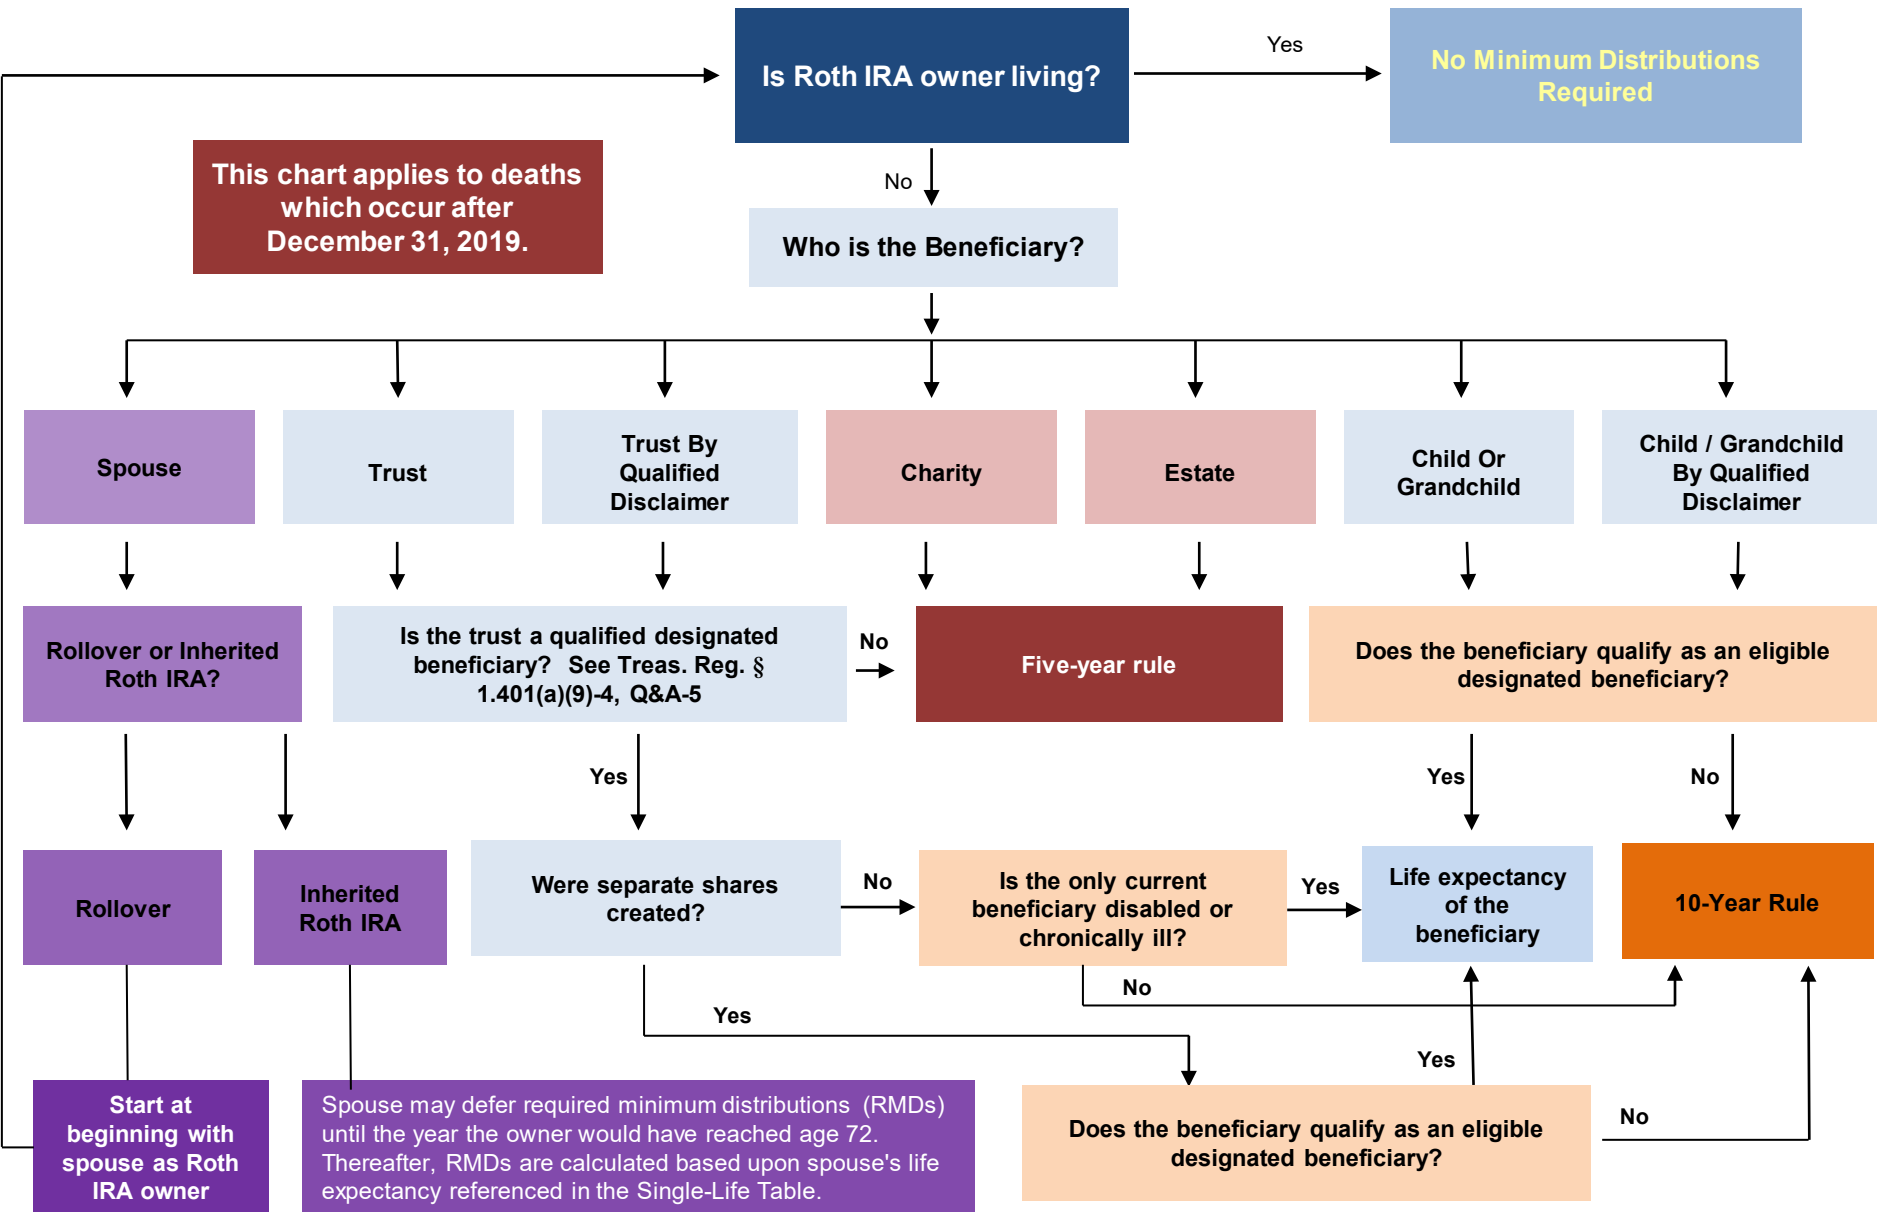 Is Roth IRA owner living?
Yes
No Minimum Distributions
Required
This chart applies to deaths
which occur after
December 31, 2019.
No
Who is the Beneficiary?
Spouse
Trust
Trust By
Qualified
Disclaimer
Charity
Estate
Child Or
Grandchild
Child / Grandchild
By Qualified
Disclaimer
Rollover or Inherited
Roth IRA?
Is the trust a qualified designated
beneficiary? See Treas. Reg. §
1.401(a)(9)-4, Q&A-5
No
Five-year rule
Does the beneficiary qualify as an eligible
designated beneficiary?
Yes
Yes
No
Rollover
Inherited
Roth IRA
Were separate shares
created?
No
Is the only current
beneficiary disabled or
chronically ill?
Yes
Life expectancy
of the
beneficiary
10-Year Rule
No
Yes
Yes
Start at
beginning with
spouse as Roth
IRA owner
Spouse may defer required minimum distributions (RMDs)
until the year the owner would have reached age 72.
Thereafter, RMDs are calculated based upon spouse's life
expectancy referenced in the Single-Life Table.
Does the beneficiary qualify as an eligible
designated beneficiary?
No